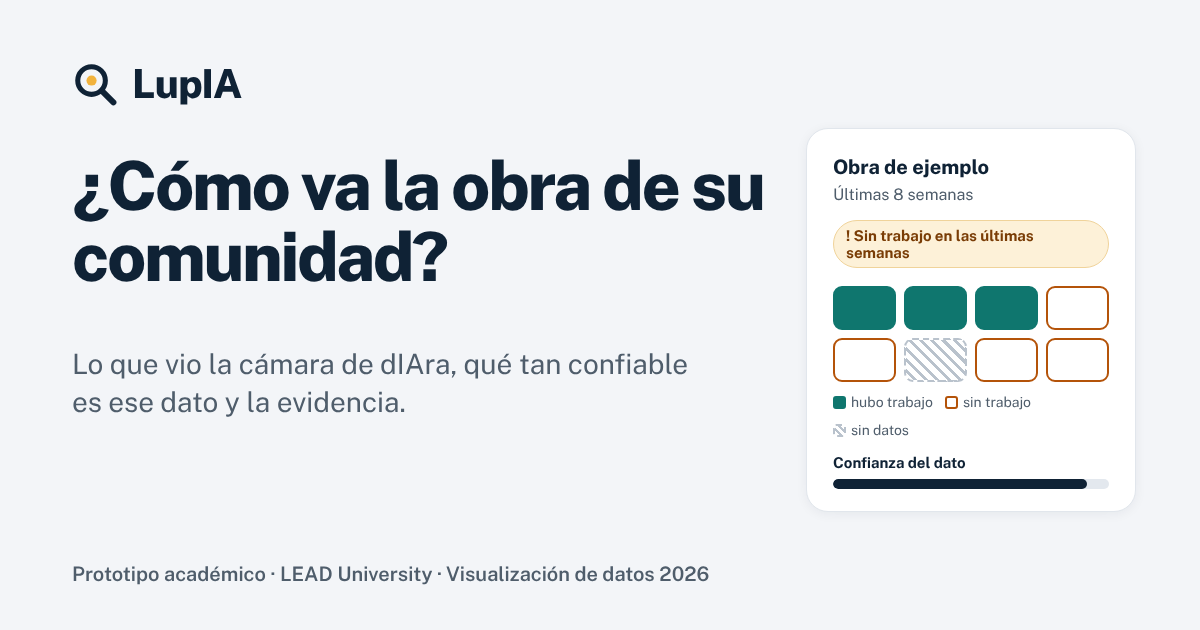 LupIA
¿Cómo va la obra de su
comunidad?
Lo que vio la cámara de dIAra, qué tan confiable
es ese dato y la evidencia.
Obra de ejemplo
Últimas 8 semanas
! Sin trabajo en las últimas
semanas
hubo trabajo
sin trabajo
sin datos
Confianza del dato
Prototipo académico · LEAD University · Visualización de datos 2026